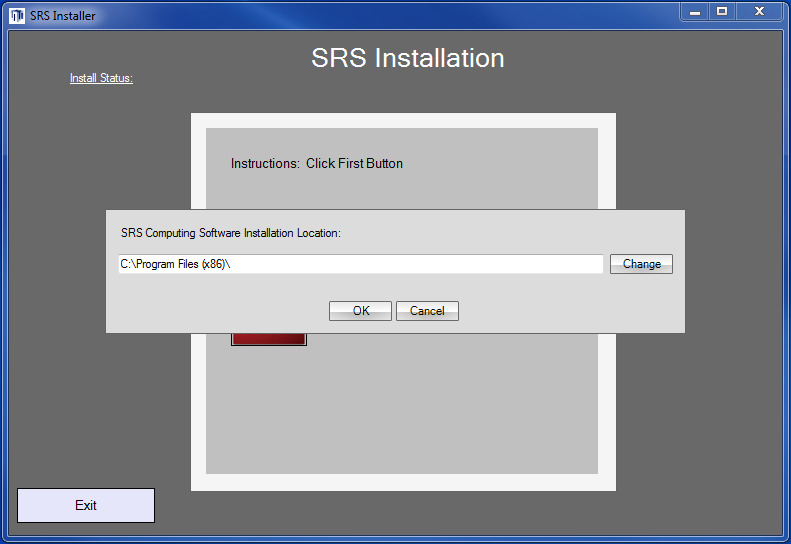 SRS Installer
SRS Installation
Install Status:
Instructions:  Click First Button
SRS Computing Software Installation Location:
C:\Program Files (x86)\
Change
OK
Cancel
Exit